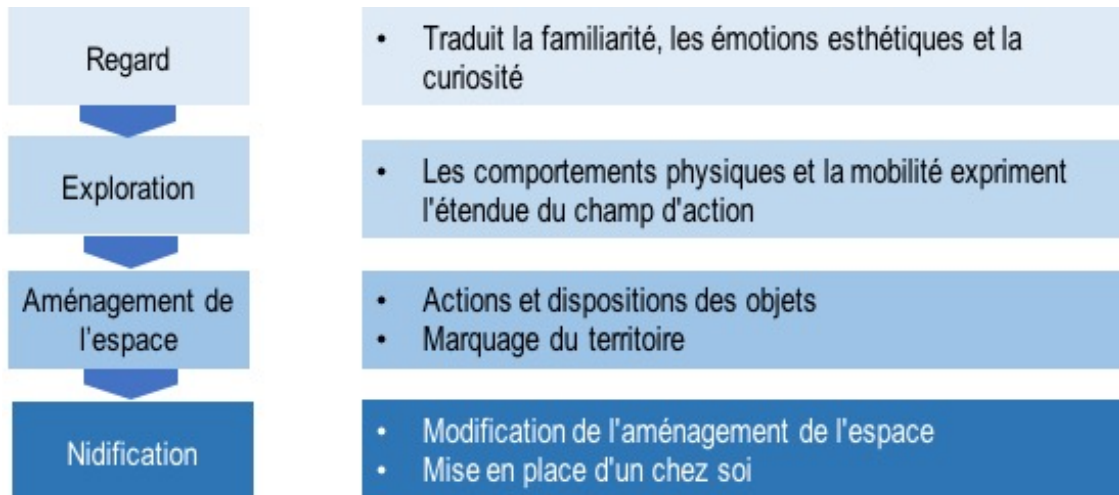 Regard
• Traduit la familiarité, les émotions esthétiques et la
curiosité
Exploration
• Les comportements physiques et la mobilité expriment
l'étendue du champ d'action
Aménagement de
l'espace
• Actions et dispositions des objets
• Marquage du territoire
Nidification
• Modification de l'aménagement de l'espace
• Mise en place d'un chez soi